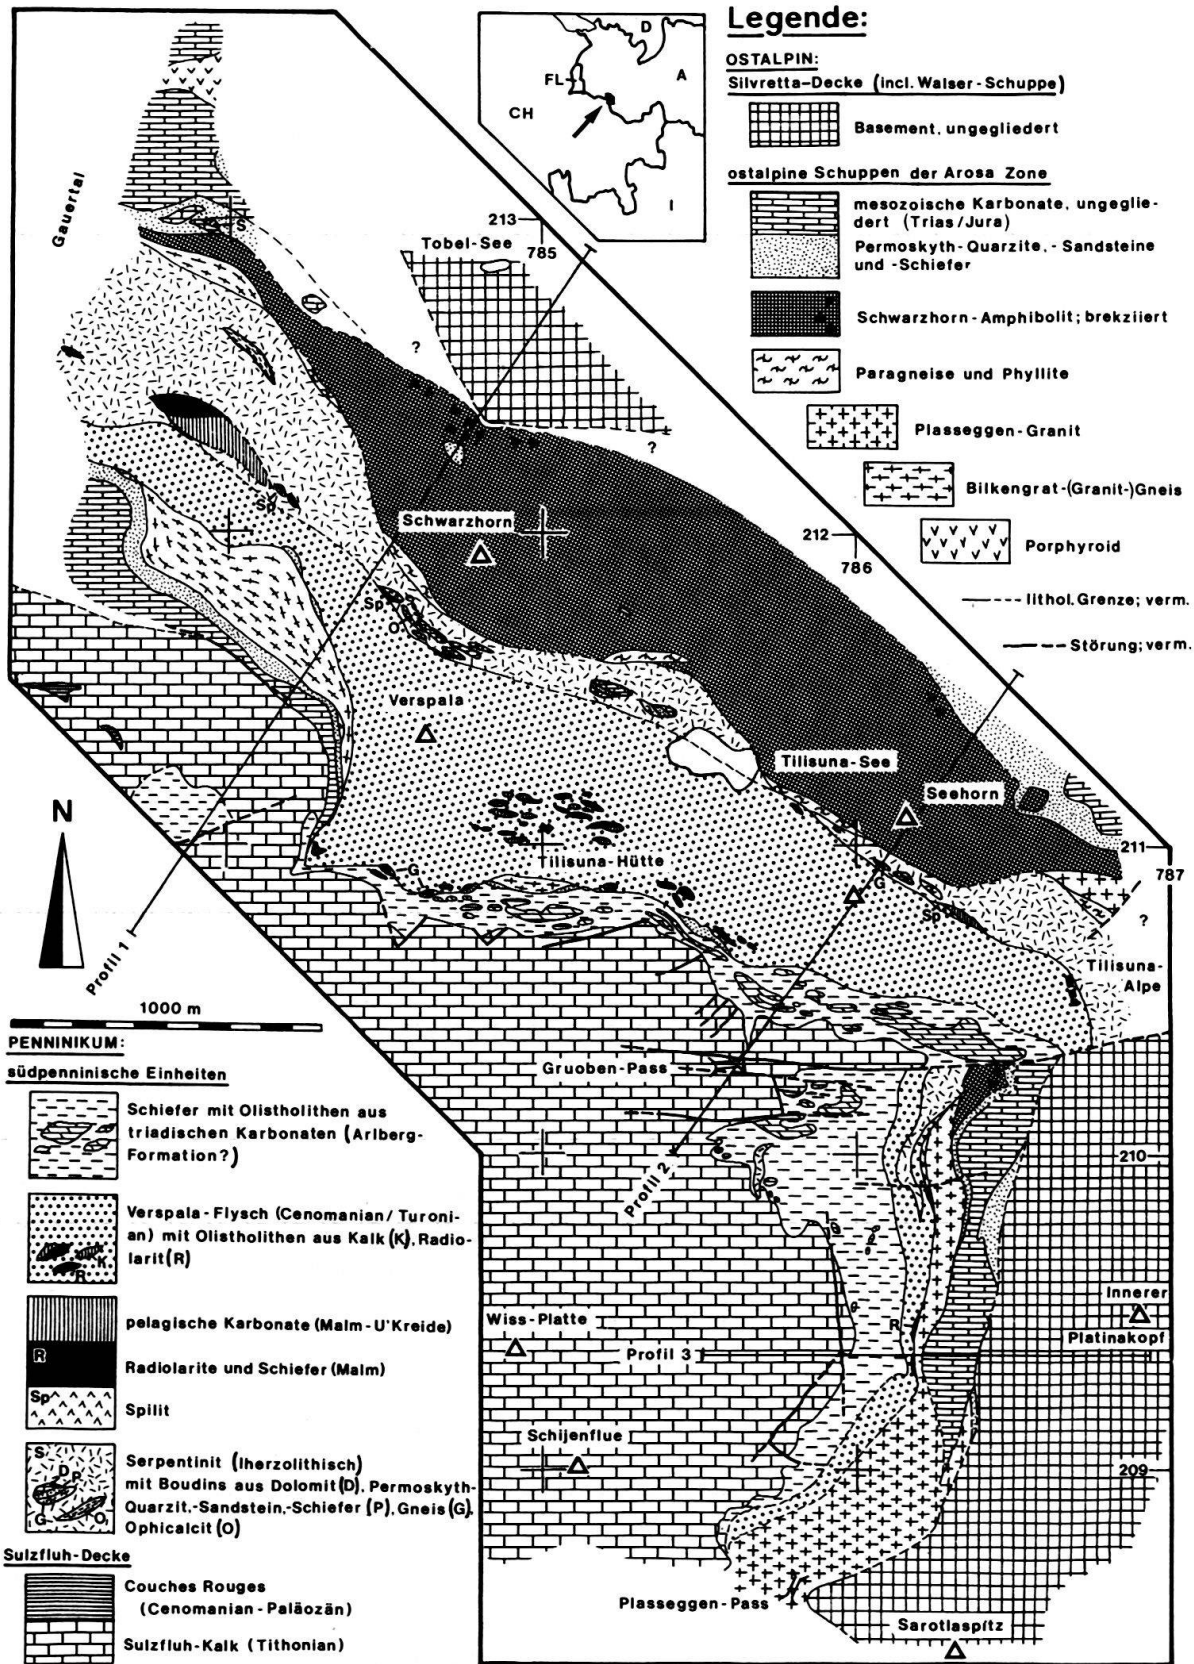 Legende:
OSTALPIN:
Silvretta-Decke (incl. Walser-Schuppe)
Basement, ungegliedert
ostalpine Schuppen der Arosa Zone
mesozoische Karbonate, unglie-
dert (Trias/Jura)
Permoskyth-Quarzite, - Sandsteine
und -Schiefer
Schwarzhorn-Amphibolit; brekziiert
Paragneise und Phyllite
Plasseggen-Granit
Bilkengrat-(Granit-)Gneis
Porphyroid
lithol. Grenze; verm.
Störung; verm.
D
FL
A
CH
I
Gauertal
S
213
785
Tobel-See
?
?
Sp
Schwarzhorn
212
786
Sp
O
Verspala
Tilisuna-See
Seehorn
N
Tilisuna-Hütte
G
G
211
787
Sp
?
Profil 1
Tilisuna-
Alpe
1000 m
Gruoben-Pass
210
Profil 2
Innerer
Platinakopf
Wiss-Platte
R
Profil 3
Schijenflue
209
Plasseggen-Pass
Sarotlaspitz
PENNINIKUM:
südpenninische Einheiten
Schiefer mit Olistholithen aus
triadischen Karbonaten (Arlberg-
Formation?)
Verspala-Flysch (Cenomanian/Turoni-
an) mit Olistholithen aus Kalk (K), Radio-
larit (R)
K
R
pelagische Karbonate (Malm-U'Kreide)
R
Radiolarite und Schiefer (Malm)
Sp
Spilit
S
D
P
G
O
Serpentinit (lherzolithisch)
mit Boudins aus Dolomit (D), Permoskyth-
Quarzit,-Sandstein,-Schiefer (P), Gneis (G),
Ophicalcit (O)
Sulzfluh-Decke
Couches Rouges
(Cenomanian-Paläozän)
Sulzfluh-Kalk (Tithonian)